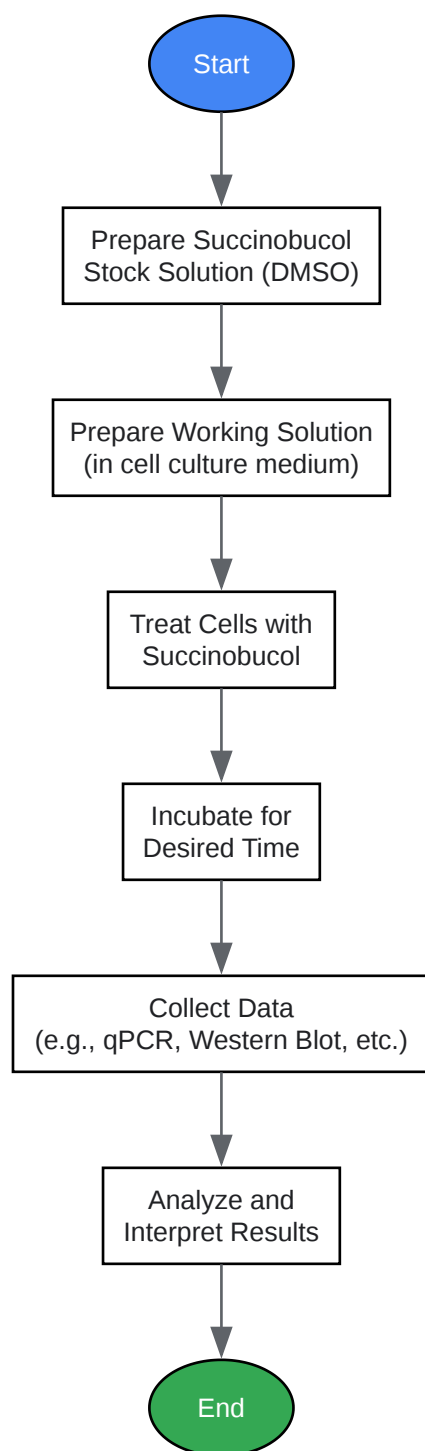 Start
Prepare Succinobucol
Stock Solution (DMSO)
Prepare Working Solution
(in cell culture medium)
Treat Cells with
Succinobucol
Incubate for
Desired Time
Collect Data
(e.g., qPCR, Western Blot, etc.)
Analyze and
Interpret Results
End